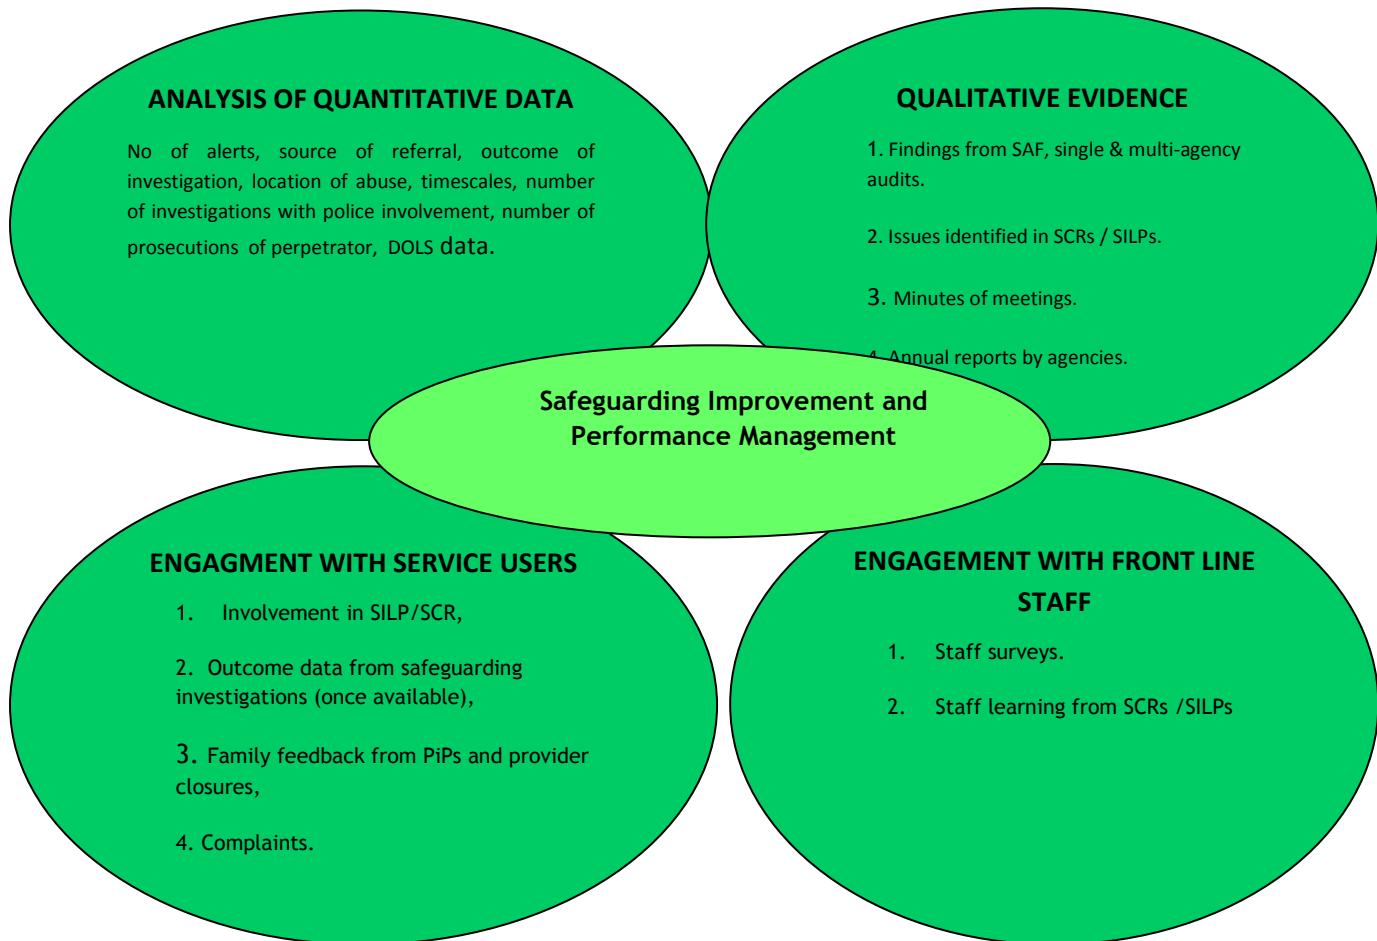 ANALYSIS OF QUANTITATIVE DATA
No of alerts, source of referral, outcome of
investigation, location of abuse, timescales, number
of investigations with police involvement, number of
prosecutions of perpetrator, DOLS data.
QUALITATIVE EVIDENCE
1. Findings from SAF, single & multi-agency
audits.
2. Issues identified in SCRs / SILPs.
3. Minutes of meetings.
4. Annual reports by agencies.
Safeguarding Improvement and
Performance Management
ENGAGMENT WITH SERVICE USERS
1. Involvement in SILP/SCR,
2. Outcome data from safeguarding
investigations (once available),
3. Family feedback from PiPs and provider
closures,
4. Complaints.
ENGAGEMENT WITH FRONT LINE
STAFF
1. Staff surveys.
2. Staff learning from SCRs /SILPs